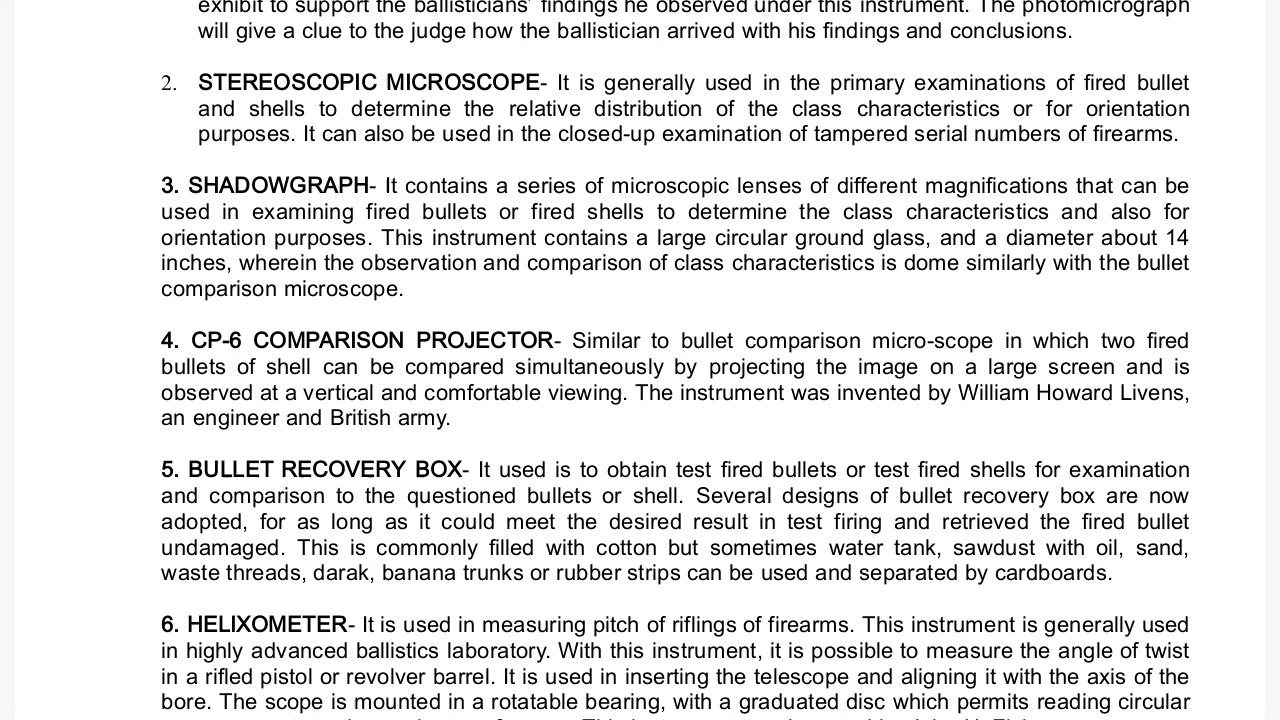 exhibit to support the ballisticians' findings he observed under this instrument. The photomicrograph
will give a clue to the judge how the ballistician arrived with his findings and conclusions.
2. STEREOSCOPIC MICROSCOPE- It is generally used in the primary examinations of fired bullet
and shells to determine the relative distribution of the class characteristics or for orientation
purposes. It can also be used in the closed-up examination of tampered serial numbers of firearms.
3. SHADOWGRAPH- It contains a series of microscopic lenses of different magnifications that can be
used in examining fired bullets or fired shells to determine the class characteristics and also for
orientation purposes. This instrument contains a large circular ground glass, and a diameter about 14
inches, wherein the observation and comparison of class characteristics is dome similarly with the bullet
comparison microscope.
4. CP-6 COMPARISON PROJECTOR- Similar to bullet comparison micro-scope in which two fired
bullets of shell can be compared simultaneously by projecting the image on a large screen and is
observed at a vertical and comfortable viewing. The instrument was invented by William Howard Livens,
an engineer and British army.
5. BULLET RECOVERY BOX- It used is to obtain test fired bullets or test fired shells for examination
and comparison to the questioned bullets or shell. Several designs of bullet recovery box are now
adopted, for as long as it could meet the desired result in test firing and retrieved the fired bullet
undamaged. This is commonly filled with cotton but sometimes water tank, sawdust with oil, sand,
waste threads, darak, banana trunks or rubber strips can be used and separated by cardboards.
6. HELIXOMETER- It is used in measuring pitch of riflings of firearms. This instrument is generally used
in highly advanced ballistics laboratory. With this instrument, it is possible to measure the angle of twist
in a rifled pistol or revolver barrel. It is used in inserting the telescope and aligning it with the axis of the
bore. The scope is mounted in a rotatable bearing, with a graduated disc which permits reading circular